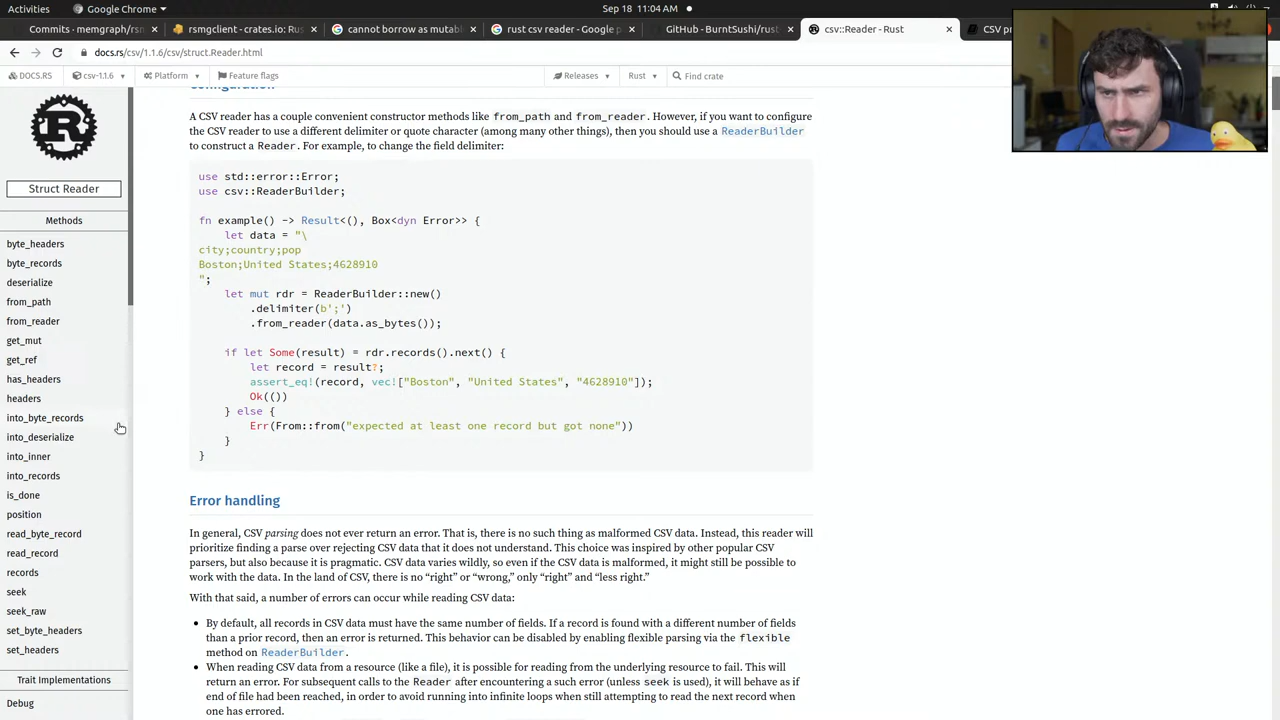 Activities
Google Chrome
Sep 18 11:04 AM
Commits · memgraph/rsm
rsmgclient - crates.io: Ru
cannot borrow as mutab
rust csv reader - Google p
GitHub - BurntSushi/rust
csv::Reader - Rust
CSV p
docs.rs/csv/1.1.6/csv/struct.Reader.html
DOCS.RS
csv-1.1.6
Platform
Feature flags
Releases
Rust
Find crate
Struct Reader
Methods
byte_headers
byte_records
deserialize
from_path
from_reader
get_mut
get_ref
has_headers
headers
into_byte_records
into_deserialize
into_inner
into_records
is_done
position
read_byte_record
read_record
records
seek
seek_raw
set_byte_headers
set_headers
Trait Implementations
Debug
Configuration
A CSV reader has a couple convenient constructor methods like from_path and from_reader. However, if you want to configure
the CSV reader to use a different delimiter or quote character (among many other things), then you should use a ReaderBuilder
to construct a Reader. For example, to change the field delimiter:
use std::error::Error;
use csv::ReaderBuilder;
fn example() -> Result<(), Box<dyn Error>> {
let data = "\
city;country;pop
Boston;United States;4628910
";
let mut rdr = ReaderBuilder::new()
.delimiter(b';')
.from_reader(data.as_bytes());
if let Some(result) = rdr.records().next() {
let record = result?;
assert_eq!(record, vec!["Boston", "United States", "4628910"]);
Ok(())
} else {
Err(From::from("expected at least one record but got none"))
}
}
Error handling
In general, CSV parsing does not ever return an error. That is, there is no such thing as malformed CSV data. Instead, this reader will
prioritize finding a parse over rejecting CSV data that it does not understand. This choice was inspired by other popular CSV
parsers, but also because it is pragmatic. CSV data varies wildly, so even if the CSV data is malformed, it might still be possible to
work with the data. In the land of CSV, there is no “right” or “wrong,” only “right” and “less right.”
With that said, a number of errors can occur while reading CSV data:
• By default, all records in CSV data must have the same number of fields. If a record is found with a different number of fields
than a prior record, then an error is returned. This behavior can be disabled by enabling flexible parsing via the flexible
method on ReaderBuilder.
• When reading CSV data from a resource (like a file), it is possible for reading from the underlying resource to fail. This will
return an error. For subsequent calls to the Reader after encountering a such error (unless seek is used), it will behave as if
end of file had been reached, in order to avoid running into infinite loops when still attempting to read the next record when
one has errored.